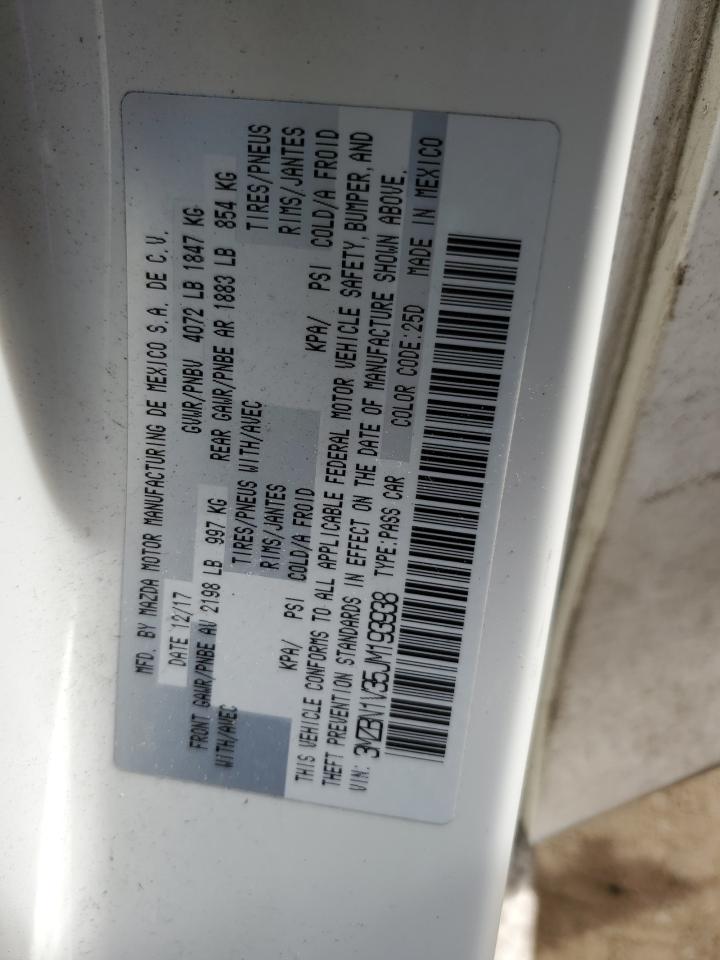 MFD. BY MAZDA MOTOR MANUFACTURING DE MEXICO S.A. DE C.V.
DATE 12/17 GVWR/PNBV 4072 LB 1847 KG
FRONT GAWR/PNBE AV 2198 LB 997 KG REAR GAWR/PNBE AR 1883 LB 854 KG
WITH/AVEC TIRES/PNEUS WITH/AVEC TIRES/PNEUS
RIMS/JANTES RIMS/JANTES
KPA/ PSI COLD/A FROID KPA/ PSI COLD/A FROID
THIS VEHICLE CONFORMS TO ALL APPLICABLE FEDERAL MOTOR VEHICLE SAFETY, BUMPER, AND
THEFT PREVENTION STANDARDS IN EFFECT ON THE DATE OF MANUFACTURE SHOWN ABOVE.
VIN: 3MZBN1V35JM193938 TYPE:PASS CAR COLOR CODE:25D MADE IN MEXICO